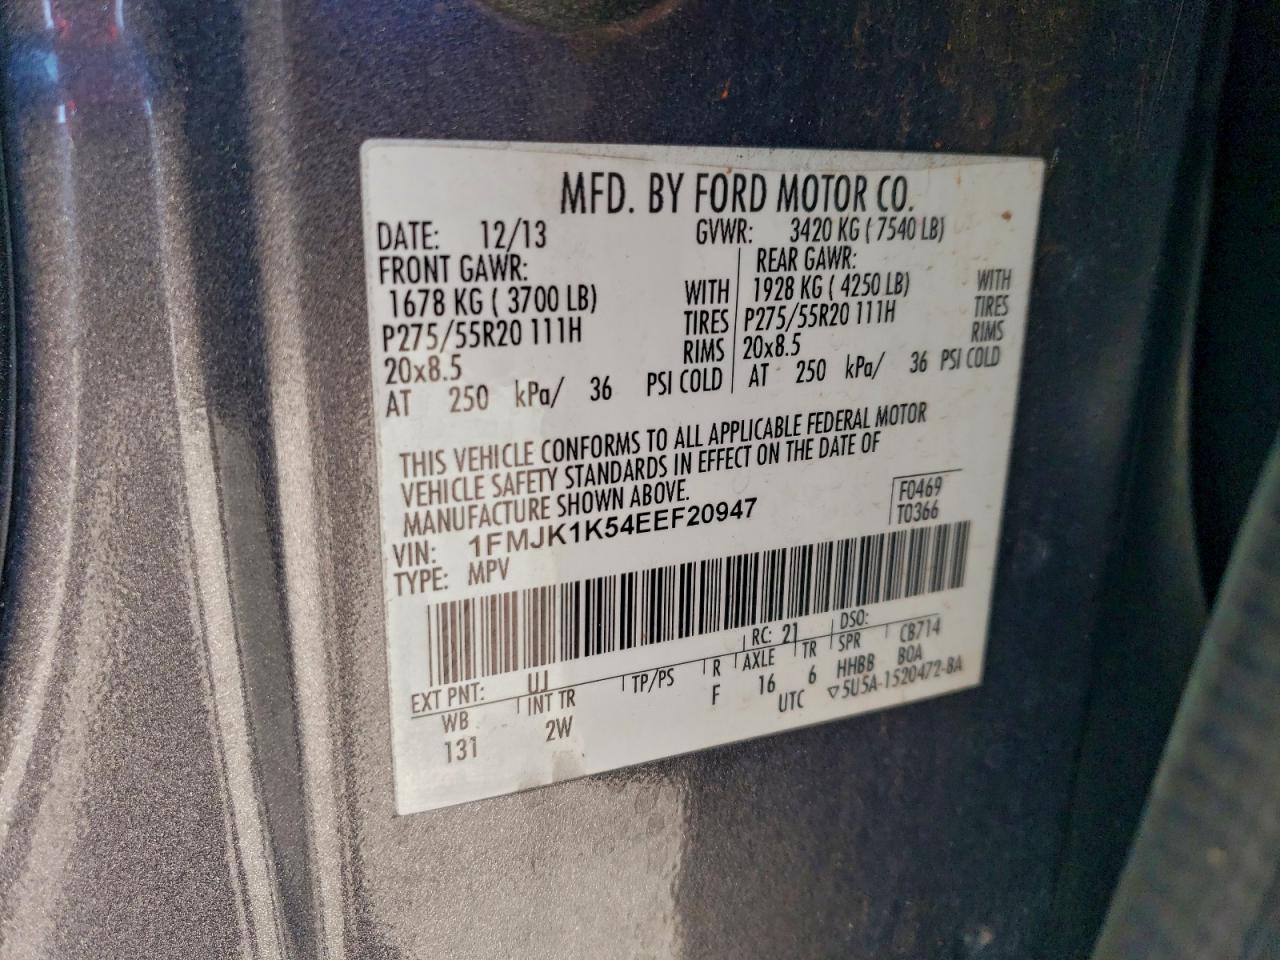 MFD. BY FORD MOTOR CO.
DATE: 12/13 GVWR: 3420 KG ( 7540 LB)
FRONT GAWR: REAR GAWR:
1678 KG ( 3700 LB) WITH 1928 KG ( 4250 LB) WITH
P275/55R20 111H TIRES P275/55R20 111H TIRES
20x8.5 RIMS 20x8.5 RIMS
AT 250 kPa/ 36 PSI COLD AT 250 kPa/ 36 PSI COLD
THIS VEHICLE CONFORMS TO ALL APPLICABLE FEDERAL MOTOR
VEHICLE SAFETY STANDARDS IN EFFECT ON THE DATE OF
MANUFACTURE SHOWN ABOVE.
VIN: 1FMJK1K54EEF20947 F0469
TYPE: MPV T0366
EXT PNT: UJ RC: 21 DSO:
WB INT TR TP/PS R AXLE TR SPR CB714
131 2W F 16 6 HHBB BOA
UTC ▽5U5A-1520472-BA